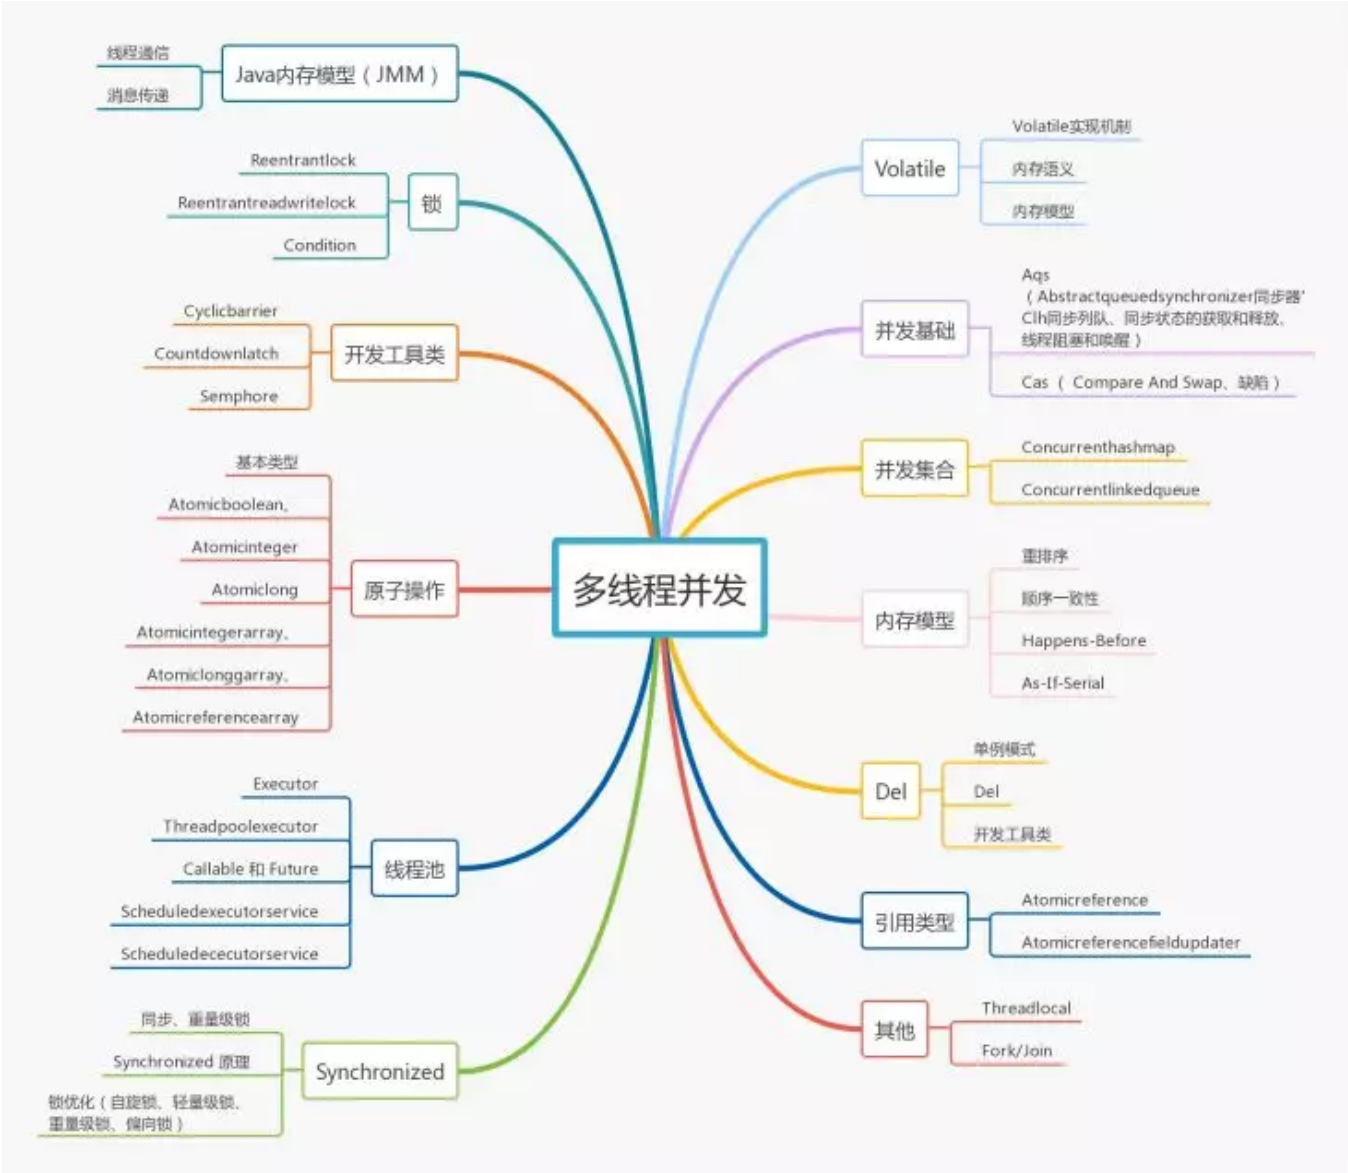 多线程并发
Java内存模型（JMM）
线程通信
消息传递
锁
Reentrantlock
Reentrantreadwritelock
Condition
开发工具类
Cyclicbarrier
Countdownlatch
Semphore
原子操作
基本类型
Atomicboolean、
Atomicinteger
Atomiclong
Atomicintegerarray、
Atomiclonggarray、
Atomicreferencearray
线程池
Executor
Threadpoolexecutor
Callable 和 Future
Scheduledexecutorservice
Scheduledececutorservice
Synchronized
同步、重量级锁
Synchronized 原理
锁优化（自旋锁、轻量级锁、
重量级锁、偏向锁）
Volatile
Volatile实现机制
内存语义
内存模型
并发基础
Aqs
（Abstractqueuedsynchronizer同步器'
Clh同步列队、同步状态的获取和释放、
线程阻塞和唤醒）
Cas （ Compare And Swap、缺陷）
并发集合
Concurrenthashmap
Concurrentlinkedqueue
内存模型
重排序
顺序一致性
Happens-Before
As-If-Serial
Del
单例模式
Del
开发工具类
引用类型
Atomicreference
Atomicreferencefieldupdater
其他
Threadlocal
Fork/Join